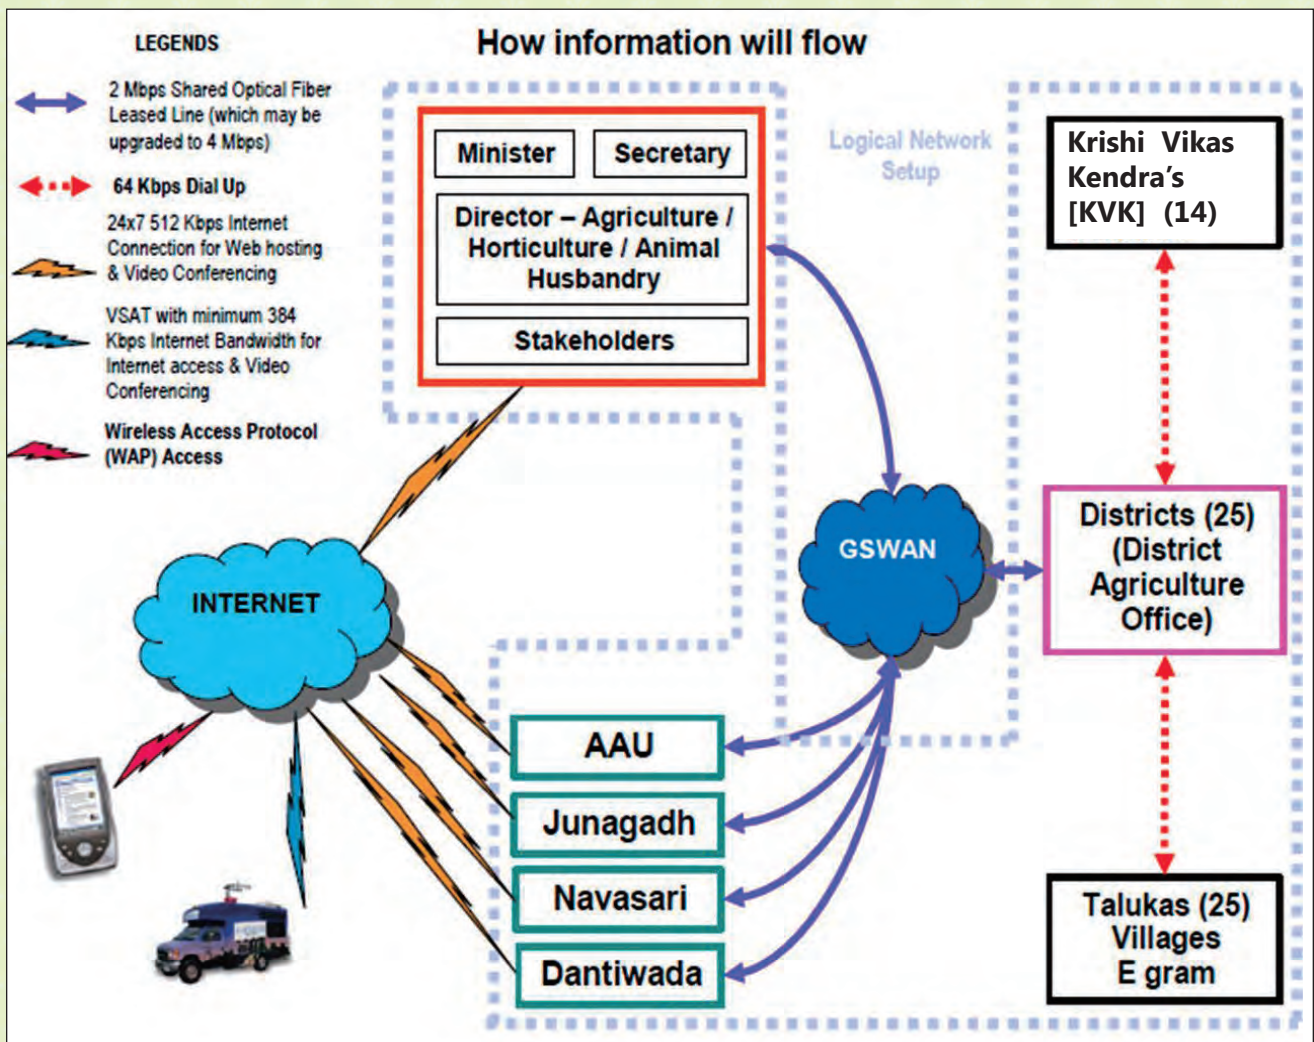 How information will flow
LEGENDS
2 Mbps Shared Optical Fiber
Leased Line (which may be
upgraded to 4 Mbps)
64 Kbps Dial Up
24x7 512 Kbps Internet
Connection for Web hosting
& Video Conferencing
VSAT with minimum 384
Kbps Internet Bandwidth for
Internet access & Video
Conferencing
Wireless Access Protocol
(WAP) Access
Minister
Secretary
Director – Agriculture /
Horticulture / Animal
Husbandry
Stakeholders
Logical Network
Setup
Krishi Vikas
Kendra's
[KVK] (14)
GSWAN
Districts (25)
(District
Agriculture
Office)
INTERNET
AAU
Junagadh
Navasari
Dantiwada
Talukas (25)
Villages
E gram